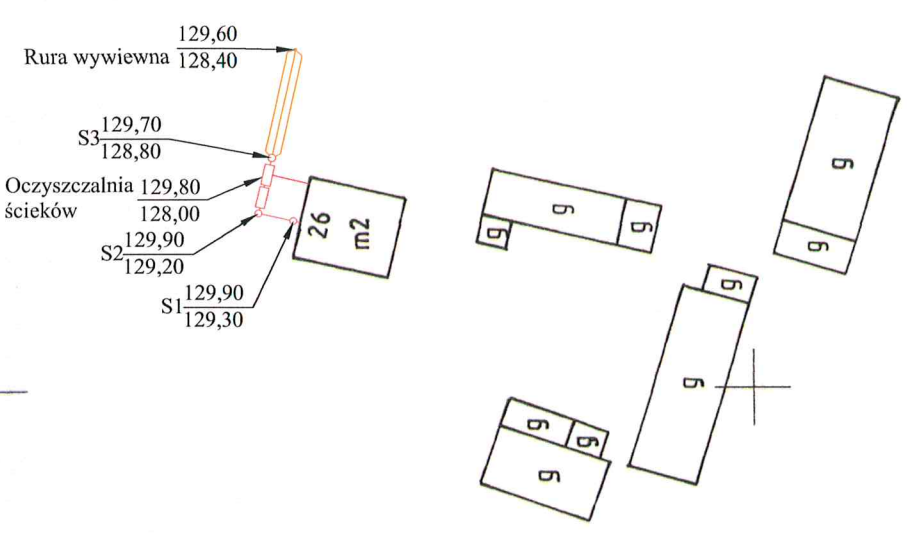 129,60
Rura wywiewna 128,40
S3 129,70
128,80
Oczyszczalnia 129,80
ścieków 128,00
S2 129,90
129,20
S1 129,90
129,30
26
m2
g
g
g
g
g
g
g
g
g
g